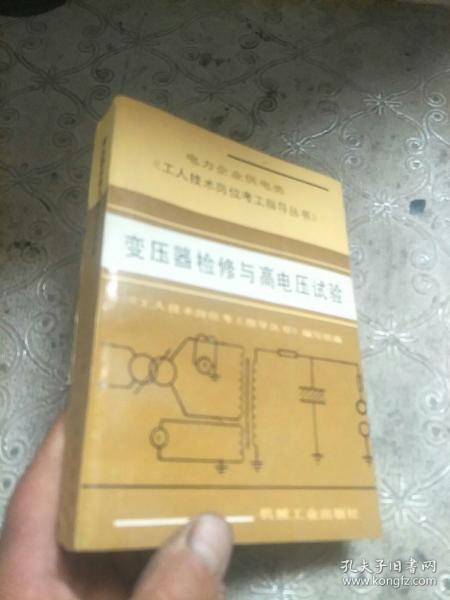 电力企业供电类
《工人技术岗位考工指导丛书》
变压器检修与高电压试验
《工人技术岗位考工指导丛书》编写组编
机械工业出版社
孔夫子旧书网
www.kongfz.com